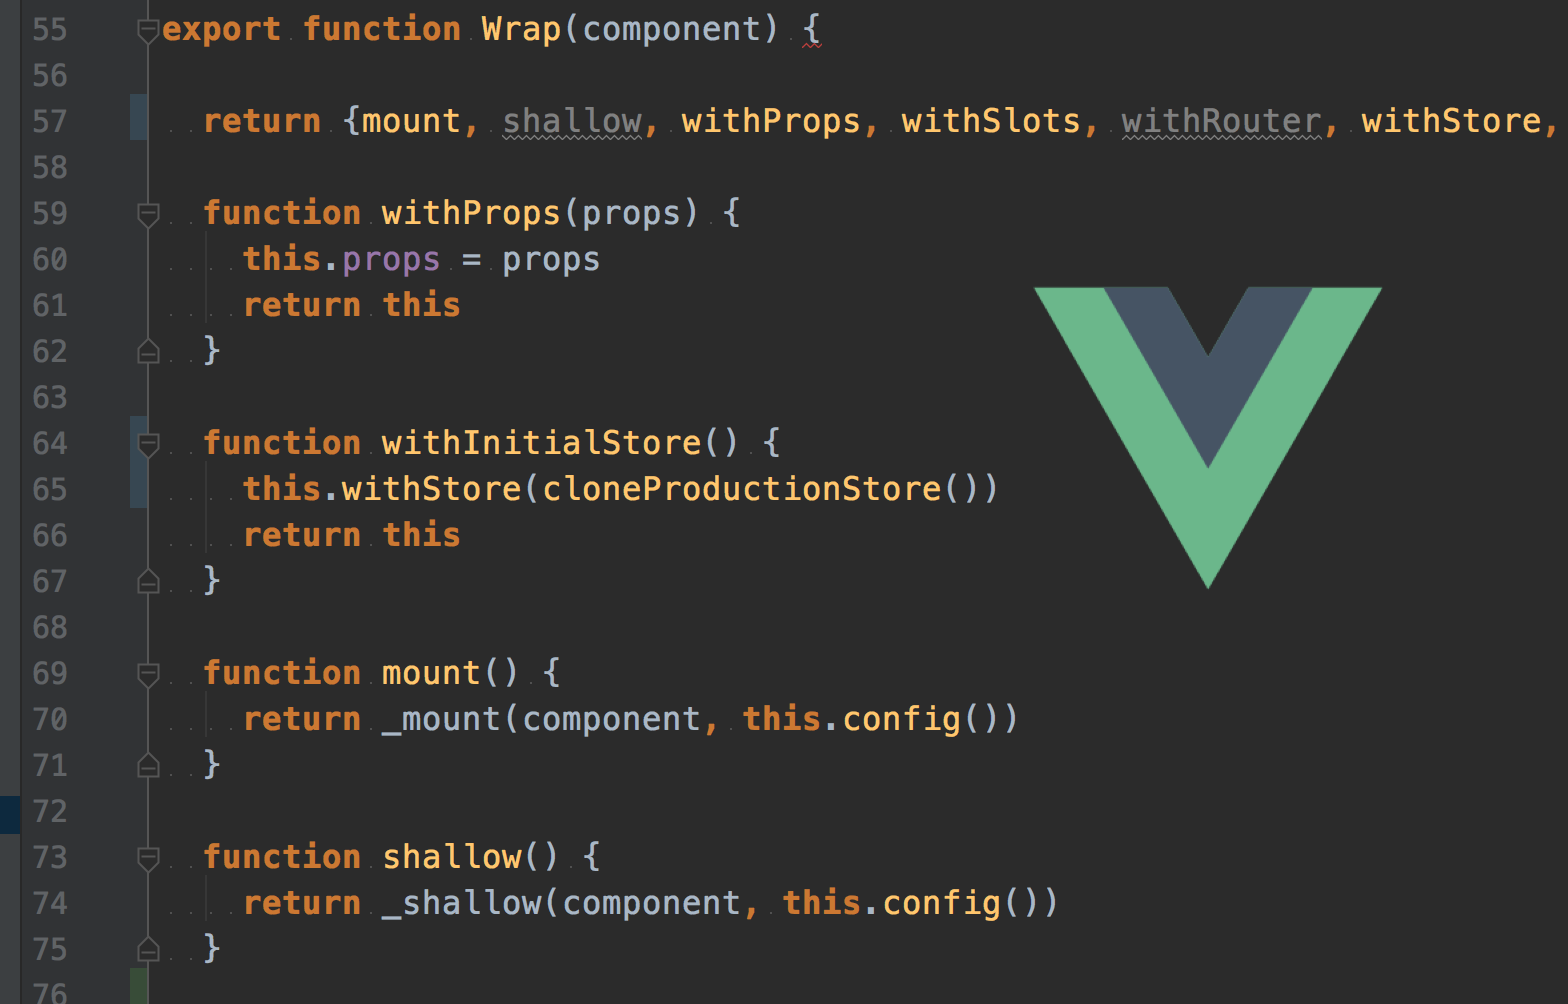 55 export function Wrap(component) {
56
57 return {mount, shallow, withProps, withSlots, withRouter, withStore,
58
59 function withProps(props) {
60 this.props = props
61 return this
62 }
63
64 function withInitialStore() {
65 this.withStore(cloneProductionStore())
66 return this
67 }
68
69 function mount() {
70 return _mount(component, this.config())
71 }
72
73 function shallow() {
74 return _shallow(component, this.config())
75 }
76